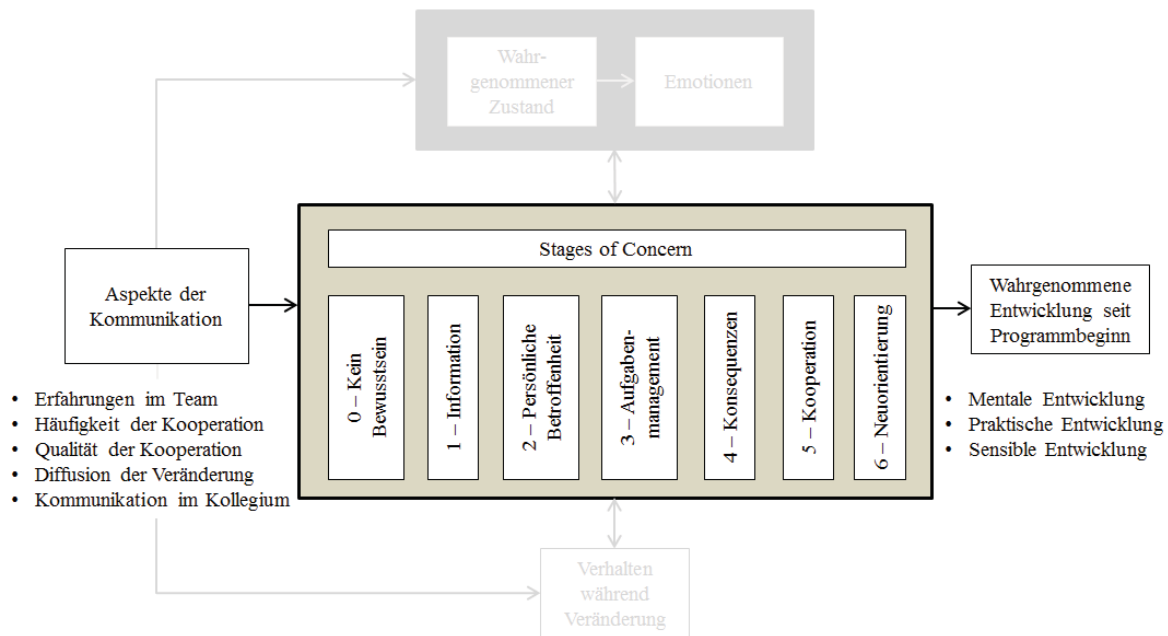 Wahr-
genommener
Zustand
Emotionen
Stages of Concern
Aspekte der
Kommunikation
0 – Kein
Bewusstsein
1 – Information
2 – Persönliche
Betroffenheit
3 – Aufgaben-
management
4 – Konsequenzen
5 – Kooperation
6 – Neuorientierung
Wahrgenommene
Entwicklung seit
Programmbeginn
• Erfahrungen im Team
• Häufigkeit der Kooperation
• Qualität der Kooperation
• Diffusion der Veränderung
• Kommunikation im Kollegium
• Mentale Entwicklung
• Praktische Entwicklung
• Sensible Entwicklung
Verhalten
während
Veränderung